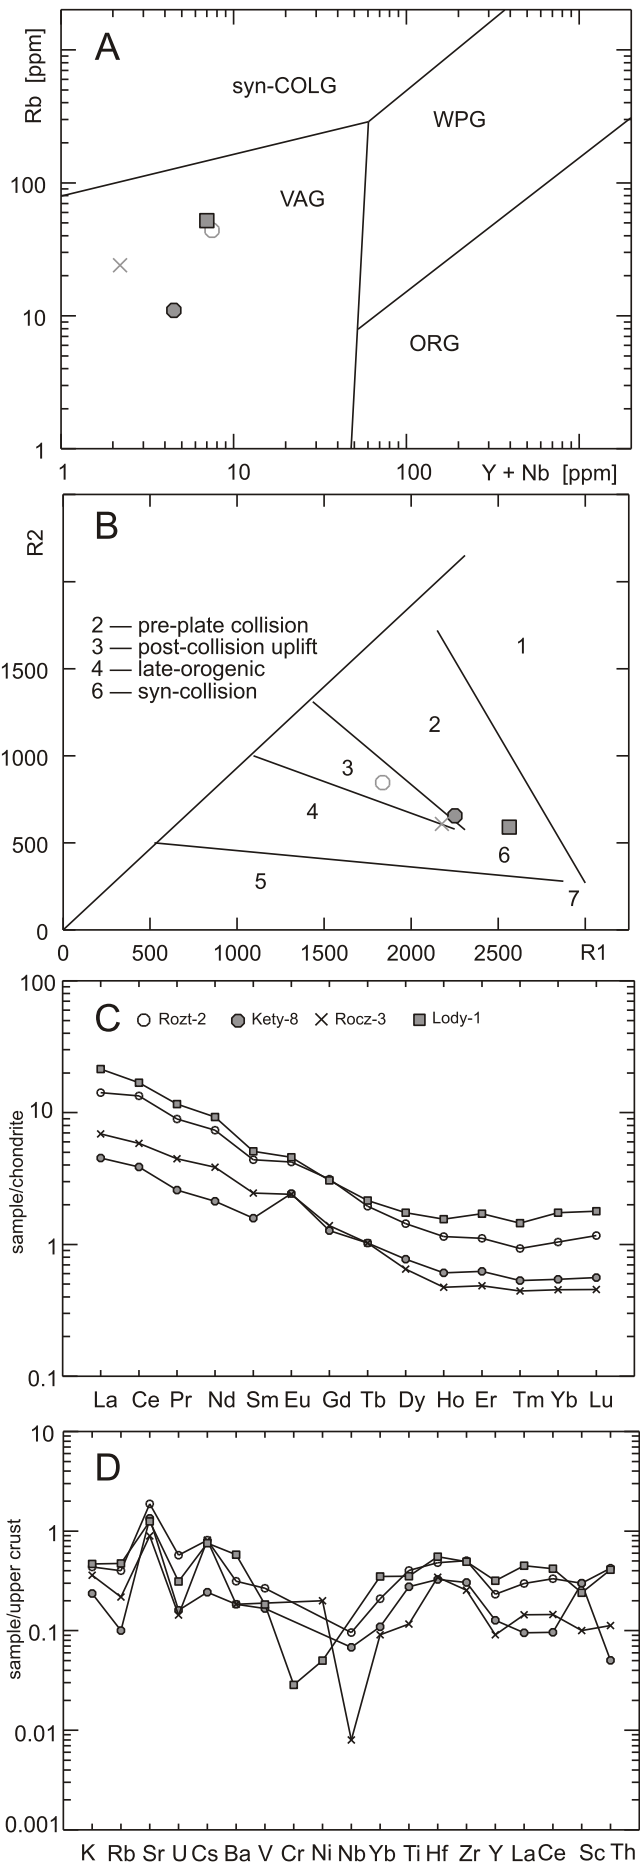 A
Rb [ppm]
syn-COLG
WPG
VAG
ORG
100
10
1
1 10 100 Y + Nb [ppm]
B
R2
2 — pre-plate collision
3 — post-collision uplift
4 — late-orogenic
6 — syn-collision
1
2
3
4
5
6
7
1500
1000
500
0
0 500 1000 1500 2000 2500 R1
C
Rozt-2 Kety-8 Rocz-3 Lody-1
sample/chondrite
100
10
1
0.1
La Ce Pr Nd Sm Eu Gd Tb Dy Ho Er Tm Yb Lu
D
sample/upper crust
10
1
0.1
0.01
0.001
K Rb Sr U Cs Ba V Cr Ni Nb Yb Ti Hf Zr Y La Ce Sc Th